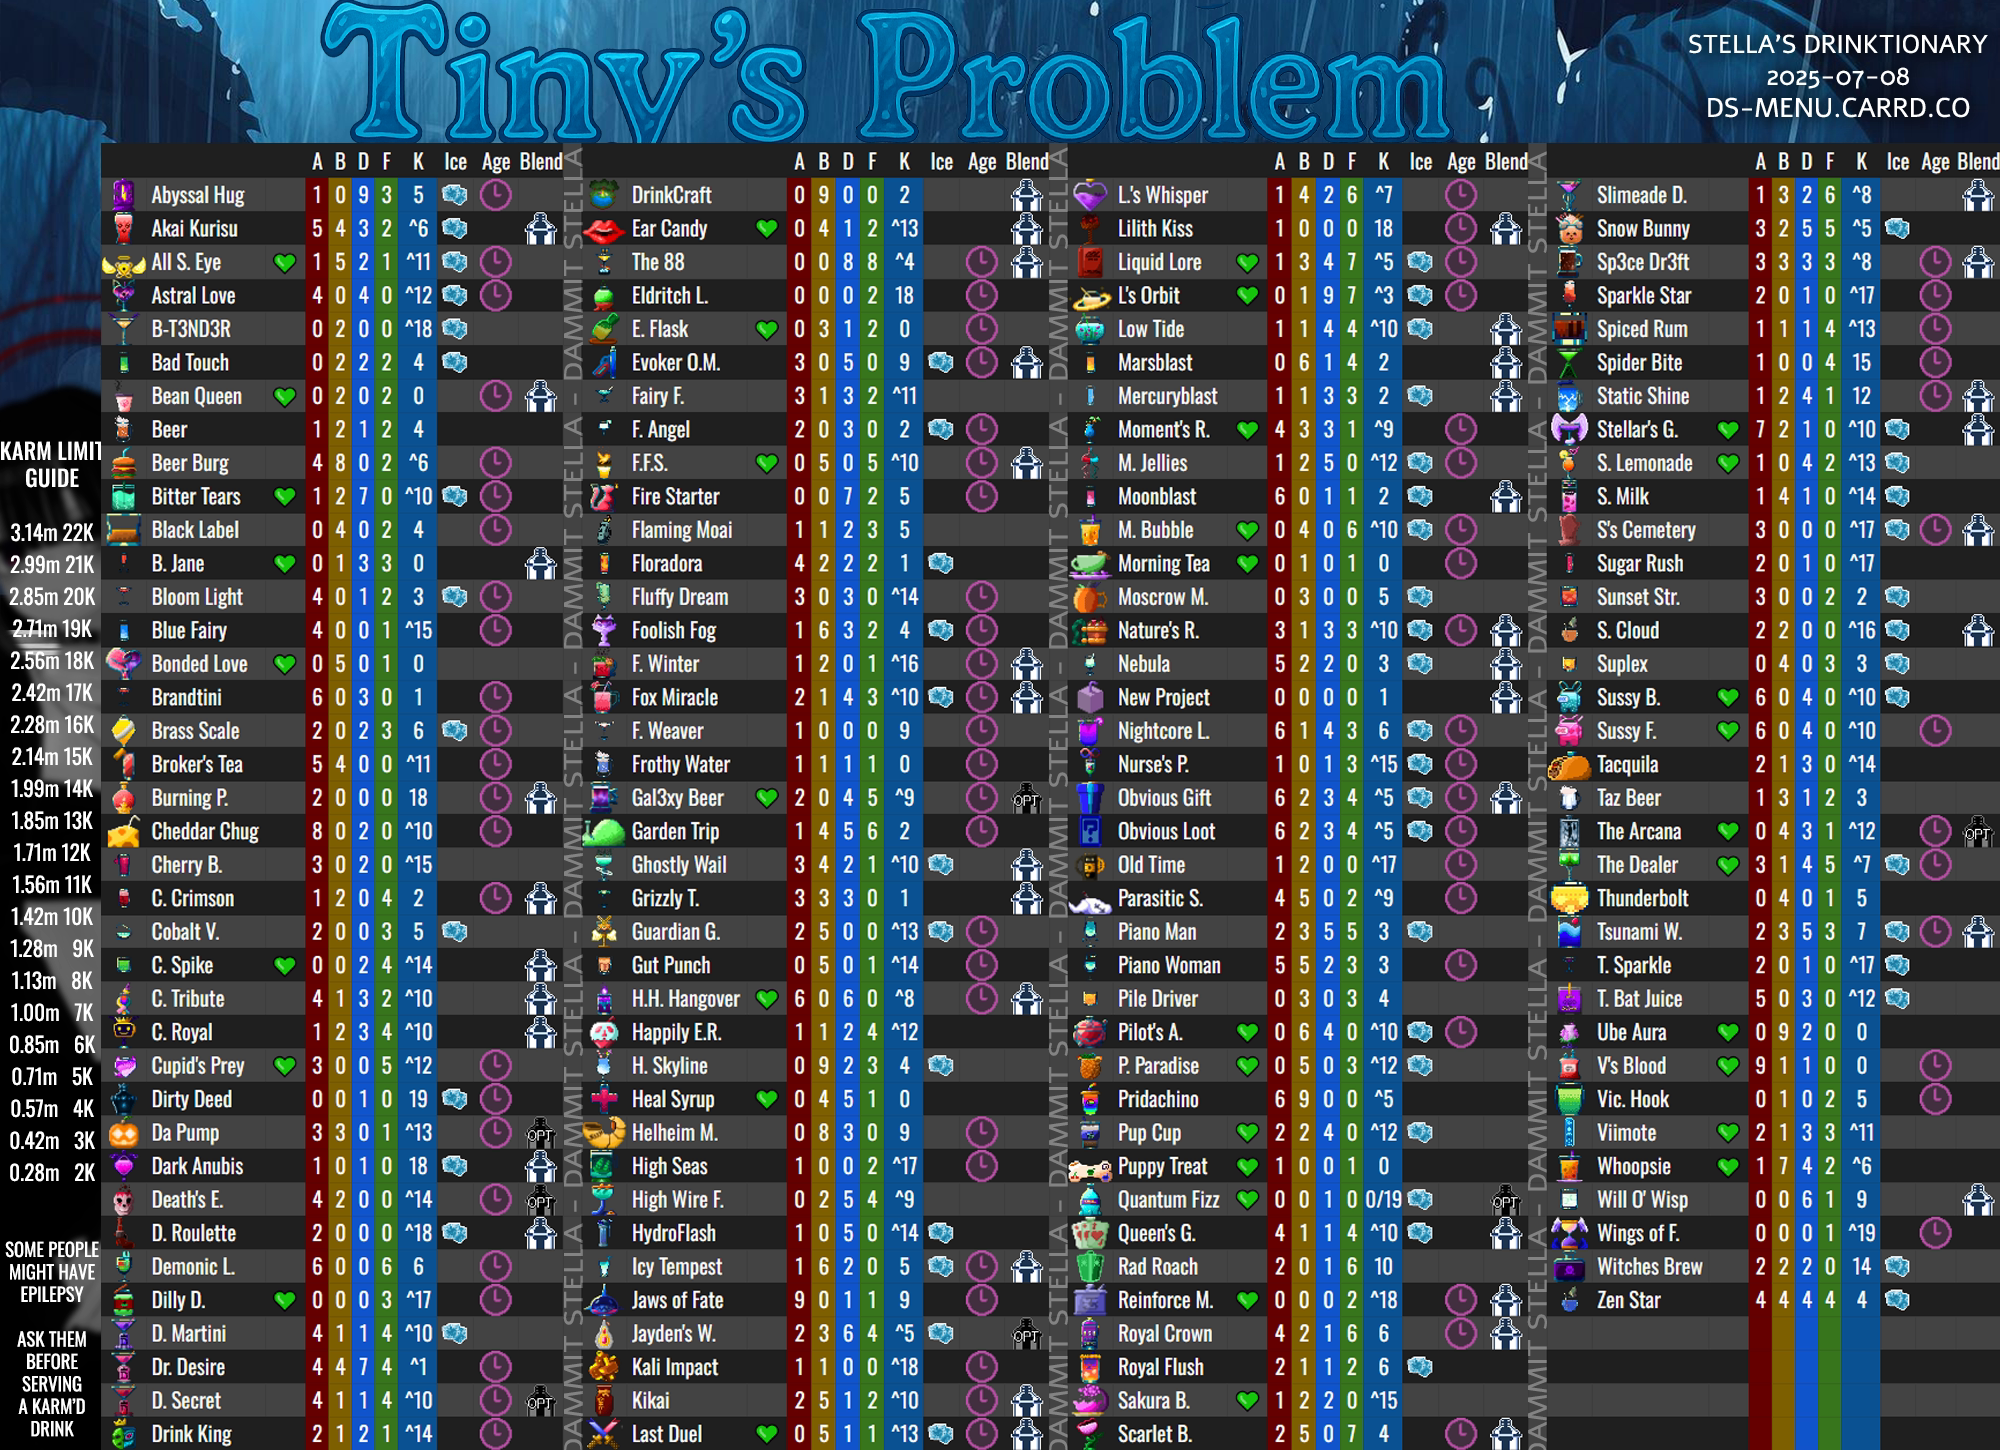 Tiny's Problem
STELLA'S DRINKTIONARY
2025-07-08
DS-MENU.CARRD.CO
A B D F K Ice Age Blend
Abyssal Hug 1 0 9 3 5
Akai Kurisu 5 4 3 2 ^6
All S. Eye 1 5 2 1 ^11
Astral Love 4 0 4 0 ^12
B-T3ND3R 0 2 0 0 ^18
Bad Touch 0 2 2 2 4
Bean Queen 0 2 0 2 0
Beer 1 2 1 2 4
Beer Burg 4 8 0 2 ^6
Bitter Tears 1 2 7 0 ^10
Black Label 0 4 0 2 4
B. Jane 0 1 3 3 0
Bloom Light 4 0 1 2 3
Blue Fairy 4 0 0 1 ^15
Bonded Love 0 5 0 1 0
Brandtini 6 0 3 0 1
Brass Scale 2 0 2 3 6
Broker's Tea 5 4 0 0 ^11
Burning P. 2 0 0 0 18
Cheddar Chug 8 0 2 0 ^10
Cherry B. 3 0 2 0 ^15
C. Crimson 1 2 0 4 2
Cobalt V. 2 0 0 3 5
C. Spike 0 0 2 4 ^14
C. Tribute 4 1 3 2 ^10
C. Royal 1 2 3 4 ^10
Cupid's Prey 3 0 0 5 ^12
Dirty Deed 0 0 1 0 19
Da Pump 3 3 0 1 ^13 OPT
Dark Anubis 1 0 1 0 18
Death's E. 4 2 0 0 ^14 OPT
D. Roulette 2 0 0 0 ^18
Demonic L. 6 0 0 6 6
Dilly D. 0 0 0 3 ^17
D. Martini 4 1 1 4 ^10
Dr. Desire 4 4 7 4 ^1
D. Secret 4 1 1 4 ^10 OPT
Drink King 2 1 2 1 ^14
A B D F K Ice Age Blend
DrinkCraft 0 9 0 0 2
Ear Candy 0 4 1 2 ^13
The 88 0 0 8 8 ^4
Eldritch L. 0 0 0 2 18
E. Flask 0 3 1 2 0
Evoker O.M. 3 0 5 0 9
Fairy F. 3 1 3 2 ^11
F. Angel 2 0 3 0 2
F.F.S. 0 5 0 5 ^10
Fire Starter 0 0 7 2 5
Flaming Moai 1 1 2 3 5
Floradora 4 2 2 2 1
Fluffy Dream 3 0 3 0 ^14
Foolish Fog 1 6 3 2 4
F. Winter 1 2 0 1 ^16
Fox Miracle 2 1 4 3 ^10
F. Weaver 1 0 0 0 9
Frothy Water 1 1 1 1 0
Gal3xy Beer 2 0 4 5 ^9 OPT
Garden Trip 1 4 5 6 2
Ghostly Wail 3 4 2 1 ^10
Grizzly T. 3 3 3 0 1
Guardian G. 2 5 0 0 ^13
Gut Punch 0 5 0 1 ^14
H.H. Hangover 6 0 6 0 ^8
Happily E.R. 1 1 2 4 ^12
H. Skyline 0 9 2 3 4
Heal Syrup 0 4 5 1 0
Helheim M. 0 8 3 0 9
High Seas 1 0 0 2 ^17
High Wire F. 0 2 5 4 ^9
HydroFlash 1 0 5 0 ^14
Icy Tempest 1 6 2 0 5
Jaws of Fate 9 0 1 1 9
Jayden's W. 2 3 6 4 ^5 OPT
Kali Impact 1 1 0 0 ^18
Kikai 2 5 1 2 ^10
Last Duel 0 5 1 1 ^13
A B D F K Ice Age Blend
L.'s Whisper 1 4 2 6 ^7
Lilith Kiss 1 0 0 0 18
Liquid Lore 1 3 4 7 ^5
L's Orbit 0 1 9 7 ^3
Low Tide 1 1 4 4 ^10
Marsblast 0 6 1 4 2
Mercuryblast 1 1 3 3 2
Moment's R. 4 3 3 1 ^9
M. Jellies 1 2 5 0 ^12
Moonblast 6 0 1 1 2
M. Bubble 0 4 0 6 ^10
Morning Tea 0 1 0 1 0
Moscrow M. 0 3 0 0 5
Nature's R. 3 1 3 3 ^10
Nebula 5 2 2 0 3
New Project 0 0 0 0 1
Nightcore L. 6 1 4 3 6
Nurse's P. 1 0 1 3 ^15
Obvious Gift 6 2 3 4 ^5
Obvious Loot 6 2 3 4 ^5
Old Time 1 2 0 0 ^17
Parasitic S. 4 5 0 2 ^9
Piano Man 2 3 5 5 3
Piano Woman 5 5 2 3 3
Pile Driver 0 3 0 3 4
Pilot's A. 0 6 4 0 ^10
P. Paradise 0 5 0 3 ^12
Pridachino 6 9 0 0 ^5
Pup Cup 2 2 4 0 ^12
Puppy Treat 1 0 0 1 0
Quantum Fizz 0 0 1 0 0/19 OPT
Queen's G. 4 1 1 4 ^10
Rad Roach 2 0 1 6 10
Reinforce M. 0 0 0 2 ^18
Royal Crown 4 2 1 6 6
Royal Flush 2 1 1 2 6
Sakura B. 1 2 2 0 ^15
Scarlet B. 2 5 0 7 4
A B D F K Ice Age Blend
Slimeade D. 1 3 2 6 ^8
Snow Bunny 3 2 5 5 ^5
Sp3ce Dr3ft 3 3 3 3 ^8
Sparkle Star 2 0 1 0 ^17
Spiced Rum 1 1 1 4 ^13
Spider Bite 1 0 0 4 15
Static Shine 1 2 4 1 12
Stellar's G. 7 2 1 0 ^10
S. Lemonade 1 0 4 2 ^13
S. Milk 1 4 1 0 ^14
S's Cemetery 3 0 0 0 ^17
Sugar Rush 2 0 1 0 ^17
Sunset Str. 3 0 0 2 2
S. Cloud 2 2 0 0 ^16
Suplex 0 4 0 3 3
Sussy B. 6 0 4 0 ^10
Sussy F. 6 0 4 0 ^10
Tacquila 2 1 3 0 ^14
Taz Beer 1 3 1 2 3
The Arcana 0 4 3 1 ^12 OPT
The Dealer 3 1 4 5 ^7
Thunderbolt 0 4 0 1 5
Tsunami W. 2 3 5 3 7
T. Sparkle 2 0 1 0 ^17
T. Bat Juice 5 0 3 0 ^12
Ube Aura 0 9 2 0 0
V's Blood 9 1 1 0 0
Vic. Hook 0 1 0 2 5
Viimote 2 1 3 3 ^11
Whoopsie 1 7 4 2 ^6
Will O' Wisp 0 0 6 1 9
Wings of F. 0 0 0 1 ^19
Witches Brew 2 2 2 0 14
Zen Star 4 4 4 4 4
KARM LIMIT
GUIDE
3.14m 22K
2.99m 21K
2.85m 20K
2.71m 19K
2.56m 18K
2.42m 17K
2.28m 16K
2.14m 15K
1.99m 14K
1.85m 13K
1.71m 12K
1.56m 11K
1.42m 10K
1.28m 9K
1.13m 8K
1.00m 7K
0.85m 6K
0.71m 5K
0.57m 4K
0.42m 3K
0.28m 2K
SOME PEOPLE
MIGHT HAVE
EPILEPSY
ASK THEM
BEFORE
SERVING
A KARM'D
DRINK
DAMMIT STELLA - DAMMIT STELLA - DAMMIT STELLA - DAMMIT STELLA
DAMMIT STELLA - DAMMIT STELLA - DAMMIT STELLA - DAMMIT STELLA
DAMMIT STELLA - DAMMIT STELLA - DAMMIT STELLA - DAMMIT STELLA